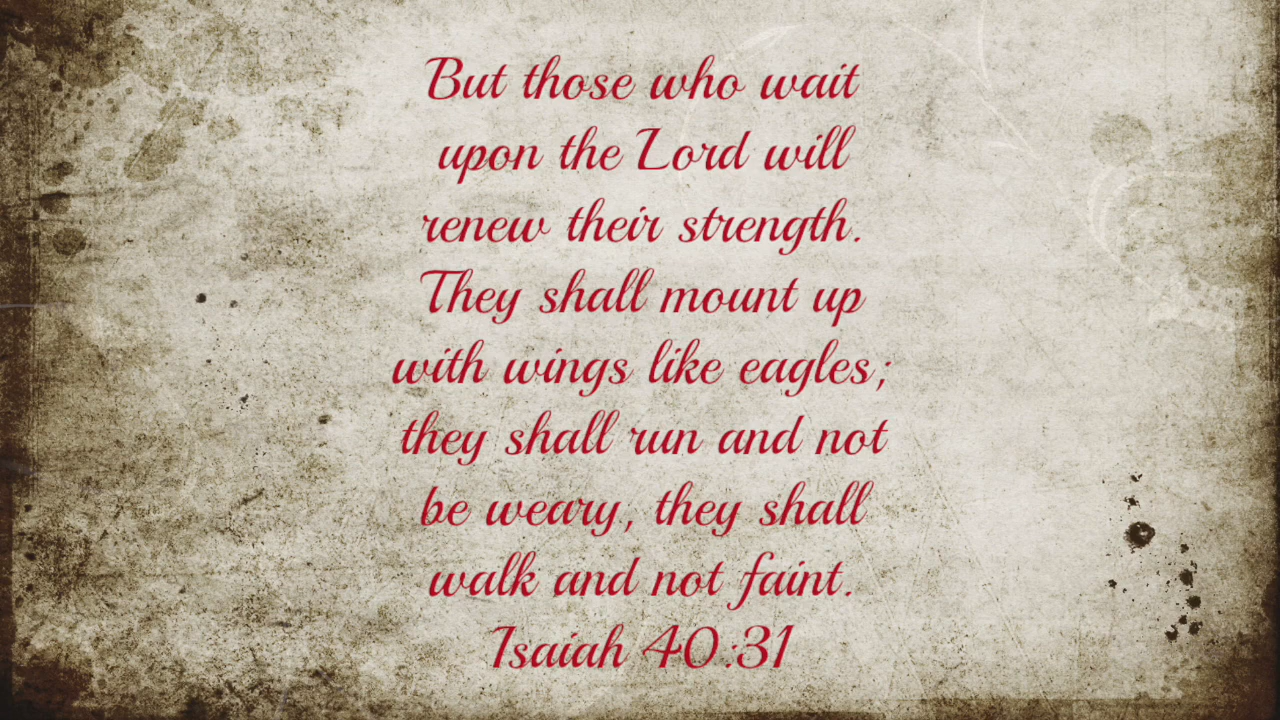 But those who wait
upon the Lord will
renew their strength.
They shall mount up
with wings like eagles;
they shall run and not
be weary, they shall
walk and not faint.
Isaiah 40:31